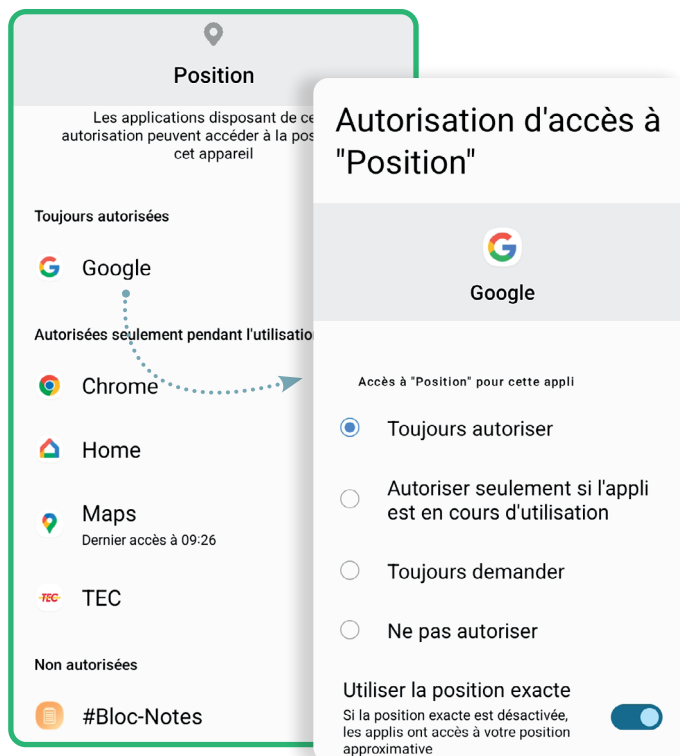 Position
Les applications disposant de ce
autorisation peuvent accéder à la pos
cet appareil
Toujours autorisées
Google
Autorisées seulement pendant l'utilisation
Chrome
Home
Maps
Dernier accès à 09:26
TEC
TEC
Non autorisées
#Bloc-Notes
Autorisation d'accès à
"Position"
Google
Accès à "Position" pour cette appli
Toujours autoriser
Autoriser seulement si l'appli
est en cours d'utilisation
Toujours demander
Ne pas autoriser
Utiliser la position exacte
Si la position exacte est désactivée,
les applis ont accès à votre position
approximative